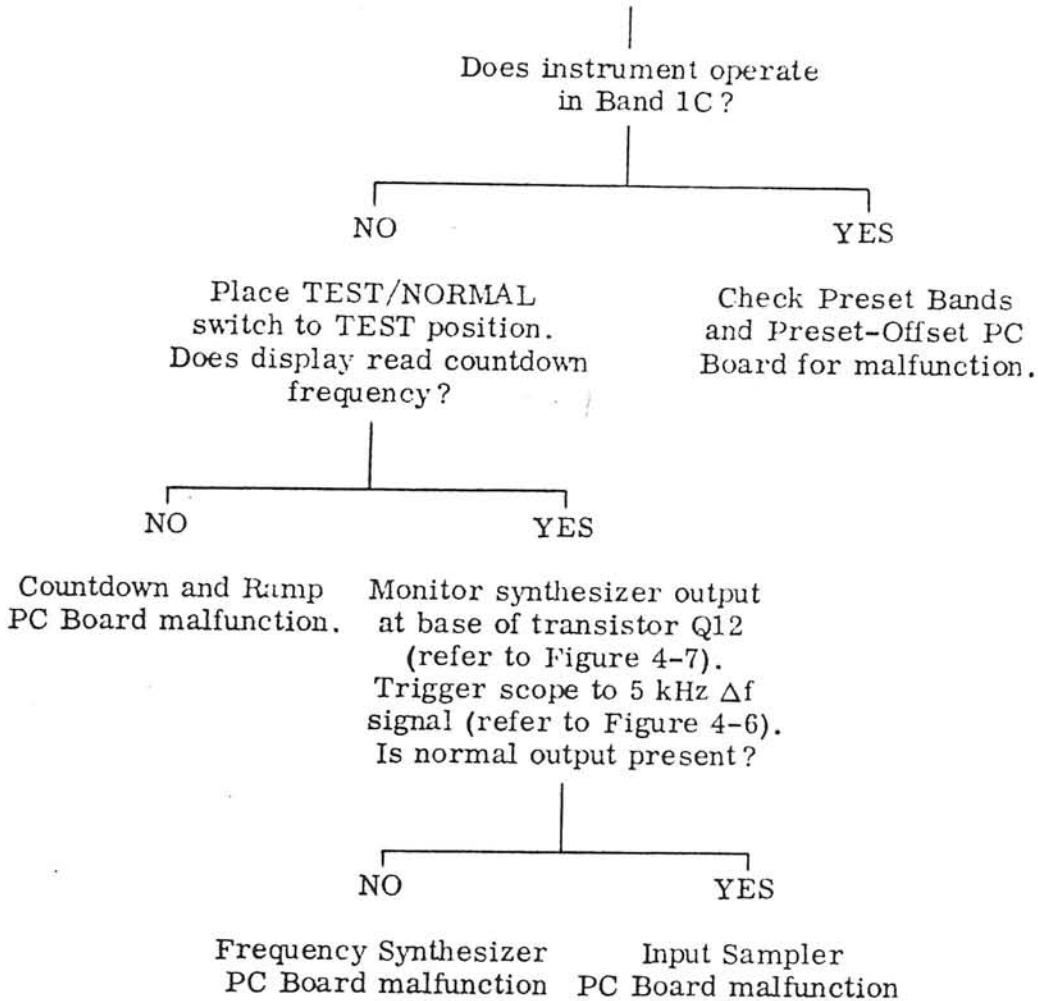 Does instrument operate
in Band 1C?
NO
YES
Place TEST/NORMAL
switch to TEST position.
Does display read countdown
frequency?
Check Preset Bands
and Preset-Offset PC
Board for malfunction.
NO
YES
Countdown and Ramp
PC Board malfunction.
Monitor synthesizer output
at base of transistor Q12
(refer to Figure 4-7).
Trigger scope to 5 kHz Δf
signal (refer to Figure 4-6).
Is normal output present?
NO
YES
Frequency Synthesizer
PC Board malfunction
Input Sampler
PC Board malfunction